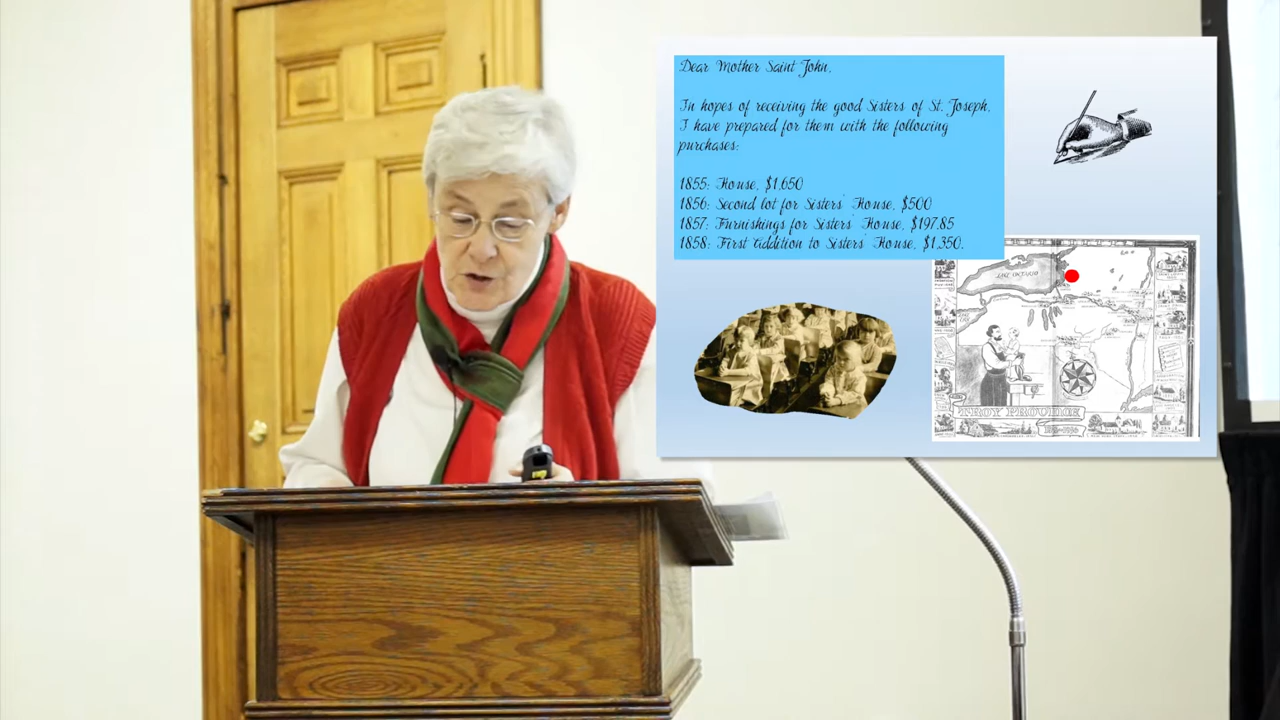 Dear Mother Saint John,
In hopes of receiving the good Sisters of St. Joseph,
I have prepared for them with the following
purchases:
1855: House, $1,650
1856: Second lot for Sisters' House, $500
1857: Furnishings for Sisters' House, $197.85
1858: First Addition to Sisters' House, $1,350.
LAKE ONTARIO
TROY PROVINCE